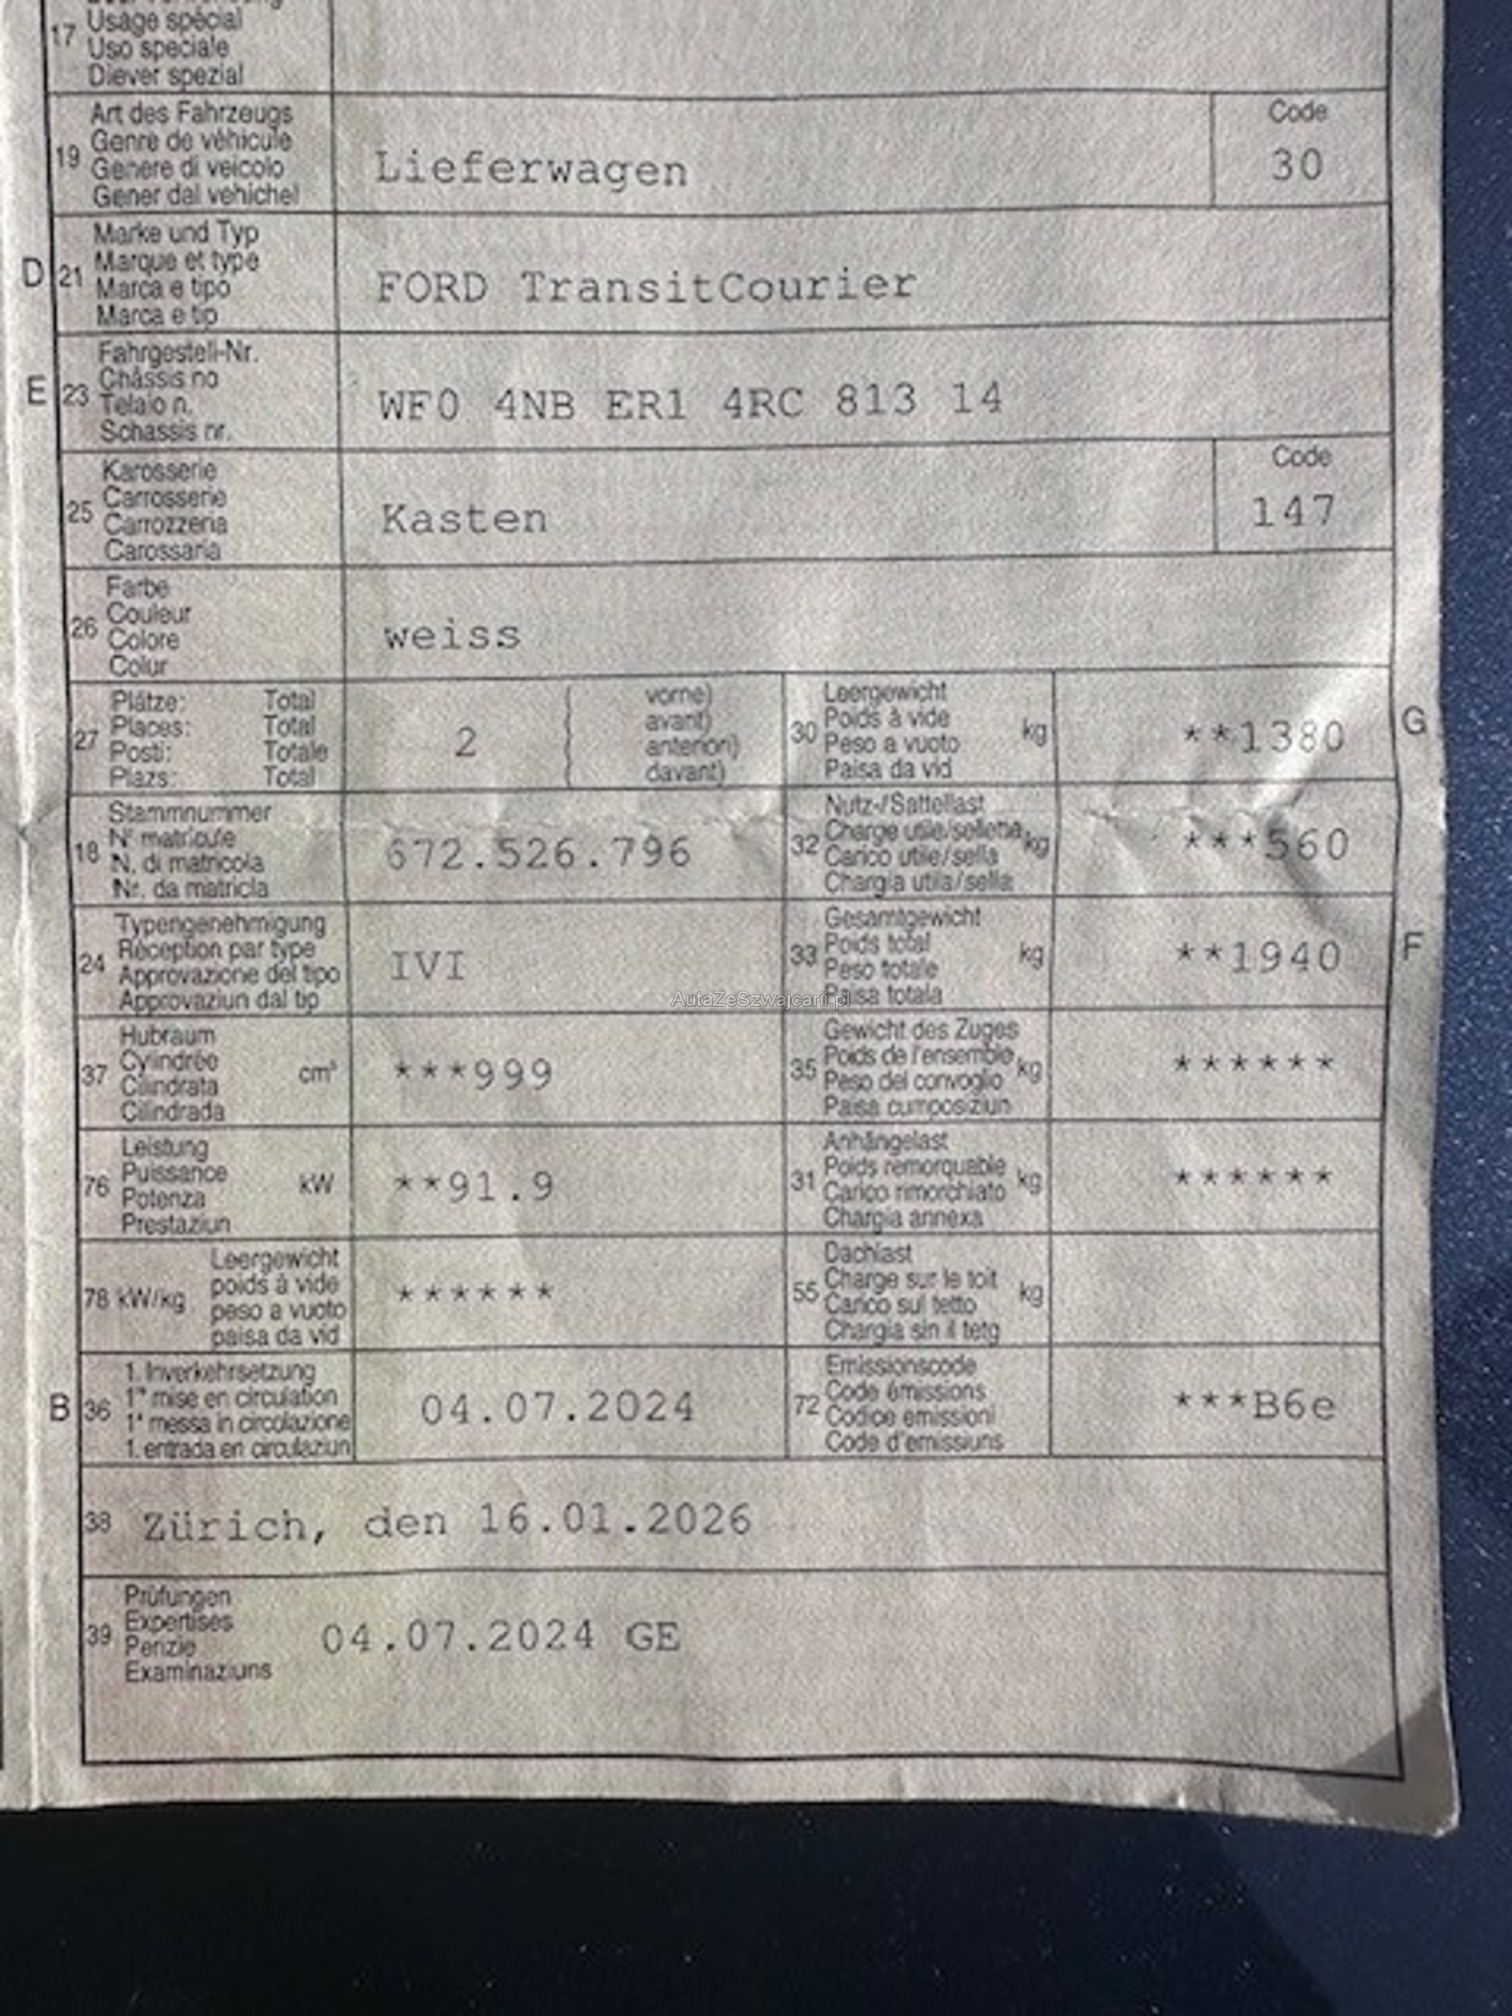 17 Usage spécial
Uso speciale
Diever spezial
19 Art des Fahrzeugs
Genre de véhicule
Genere di veicolo
Gener dal vehichel
Lieferwagen
Code
30
D 21 Marke und Typ
Marque et type
Marca e tipo
Marca e tip
FORD TransitCourier
E 23 Fahrgestell-Nr.
Châssis no
Telaio n.
Schassis nr.
WF0 4NB ER1 4RC 813 14
25 Karosserie
Carrosserie
Carrozzeria
Carossaria
Kasten
Code
147
26 Farbe
Couleur
Colore
Colur
weiss
27 Plätze: Total
Places: Total
Posti: Totale
Plazs: Total
2
vorne)
avant)
anteriori)
davant)
30 Leergewicht
Poids à vide
Peso a vuoto
Paisa da vid
kg
**1380
G
18 Stammnummer
N° matricule
N. di matricola
Nr. da matricla
672.526.796
32 Nutz-/Sattellast
Charge utile/sellette
Carico utile/sella
Chargia utila/sella
kg
***560
24 Typengenehmigung
Réception par type
Approvazione del tipo
Approvaziun dal tip
IVI
33 Gesamtgewicht
Poids total
Peso totale
Paisa totala
kg
**1940
F
AutaZeSzwajcarii.pl
37 Hubraum
Cylindrée
Cilindrata
Cilindrada
cm³
***999
35 Gewicht des Zuges
Poids de l'ensemble
Peso del convoglio
Paisa cumposiziun
kg
******
76 Leistung
Puissance
Potenza
Prestaziun
kW
**91.9
31 Anhängelast
Poids remorquable
Carico rimorchiato
Chargia annexa
kg
******
78 kW/kg
Leergewicht
poids à vide
peso a vuoto
paisa da vid
******
55 Dachlast
Charge sur le toit
Carico sul tetto
Chargia sin il tetg
kg
B 36 1. Inverkehrsetzung
1re mise en circulation
1a messa in circolazione
1. entrada en circulaziun
04.07.2024
72 Emissionscode
Code émissions
Codice emissioni
Code d'emissiuns
***B6e
38 Zürich, den 16.01.2026
39 Prüfungen
Expertises
Perizie
Examinaziuns
04.07.2024 GE